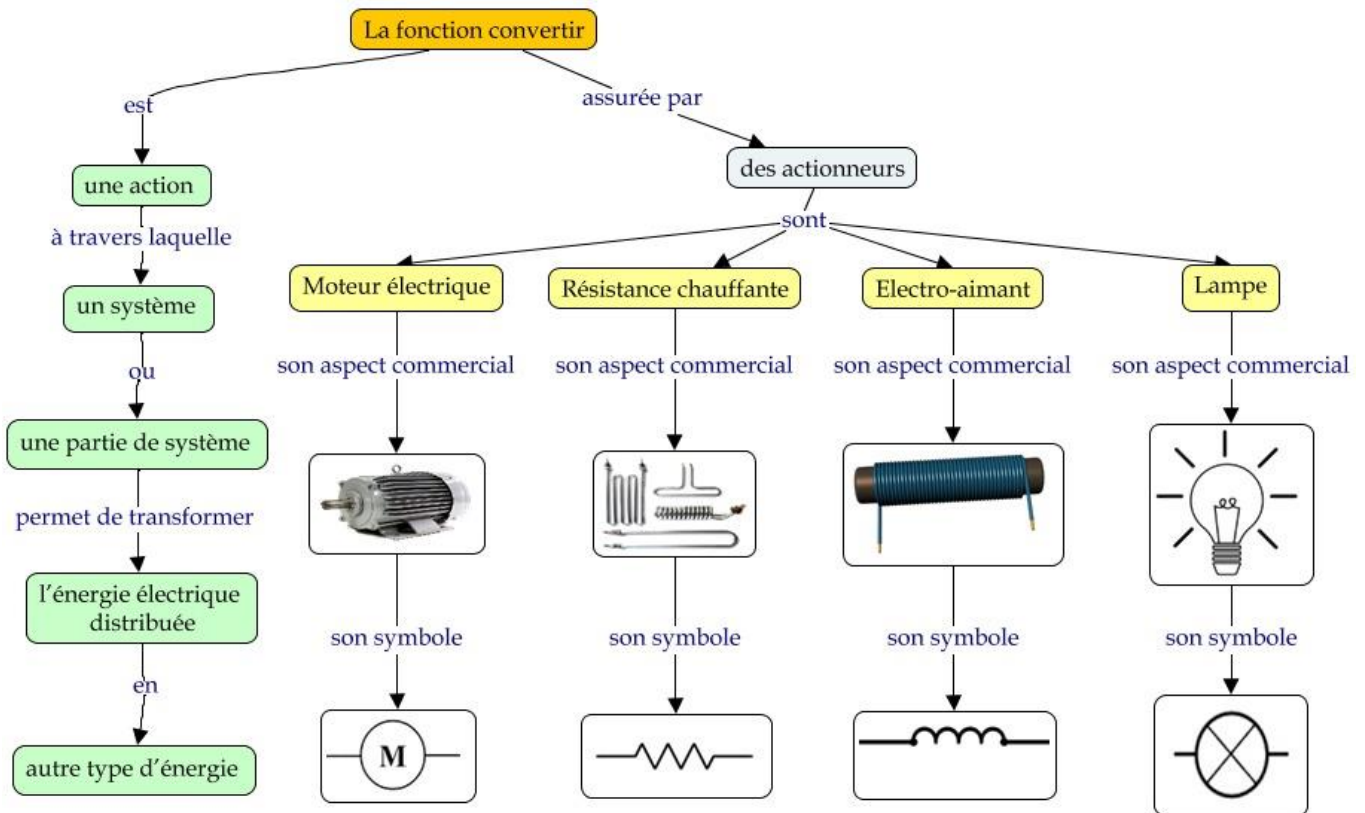 La fonction convertir
est
assurée par
une action
des actionneurs
à travers laquelle
sont
un système
Moteur électrique
Résistance chauffante
Electro-aimant
Lampe
ou
son aspect commercial
son aspect commercial
son aspect commercial
son aspect commercial
une partie de système
permet de transformer
l'énergie électrique
distribuée
son symbole
son symbole
son symbole
son symbole
en
autre type d'énergie
M